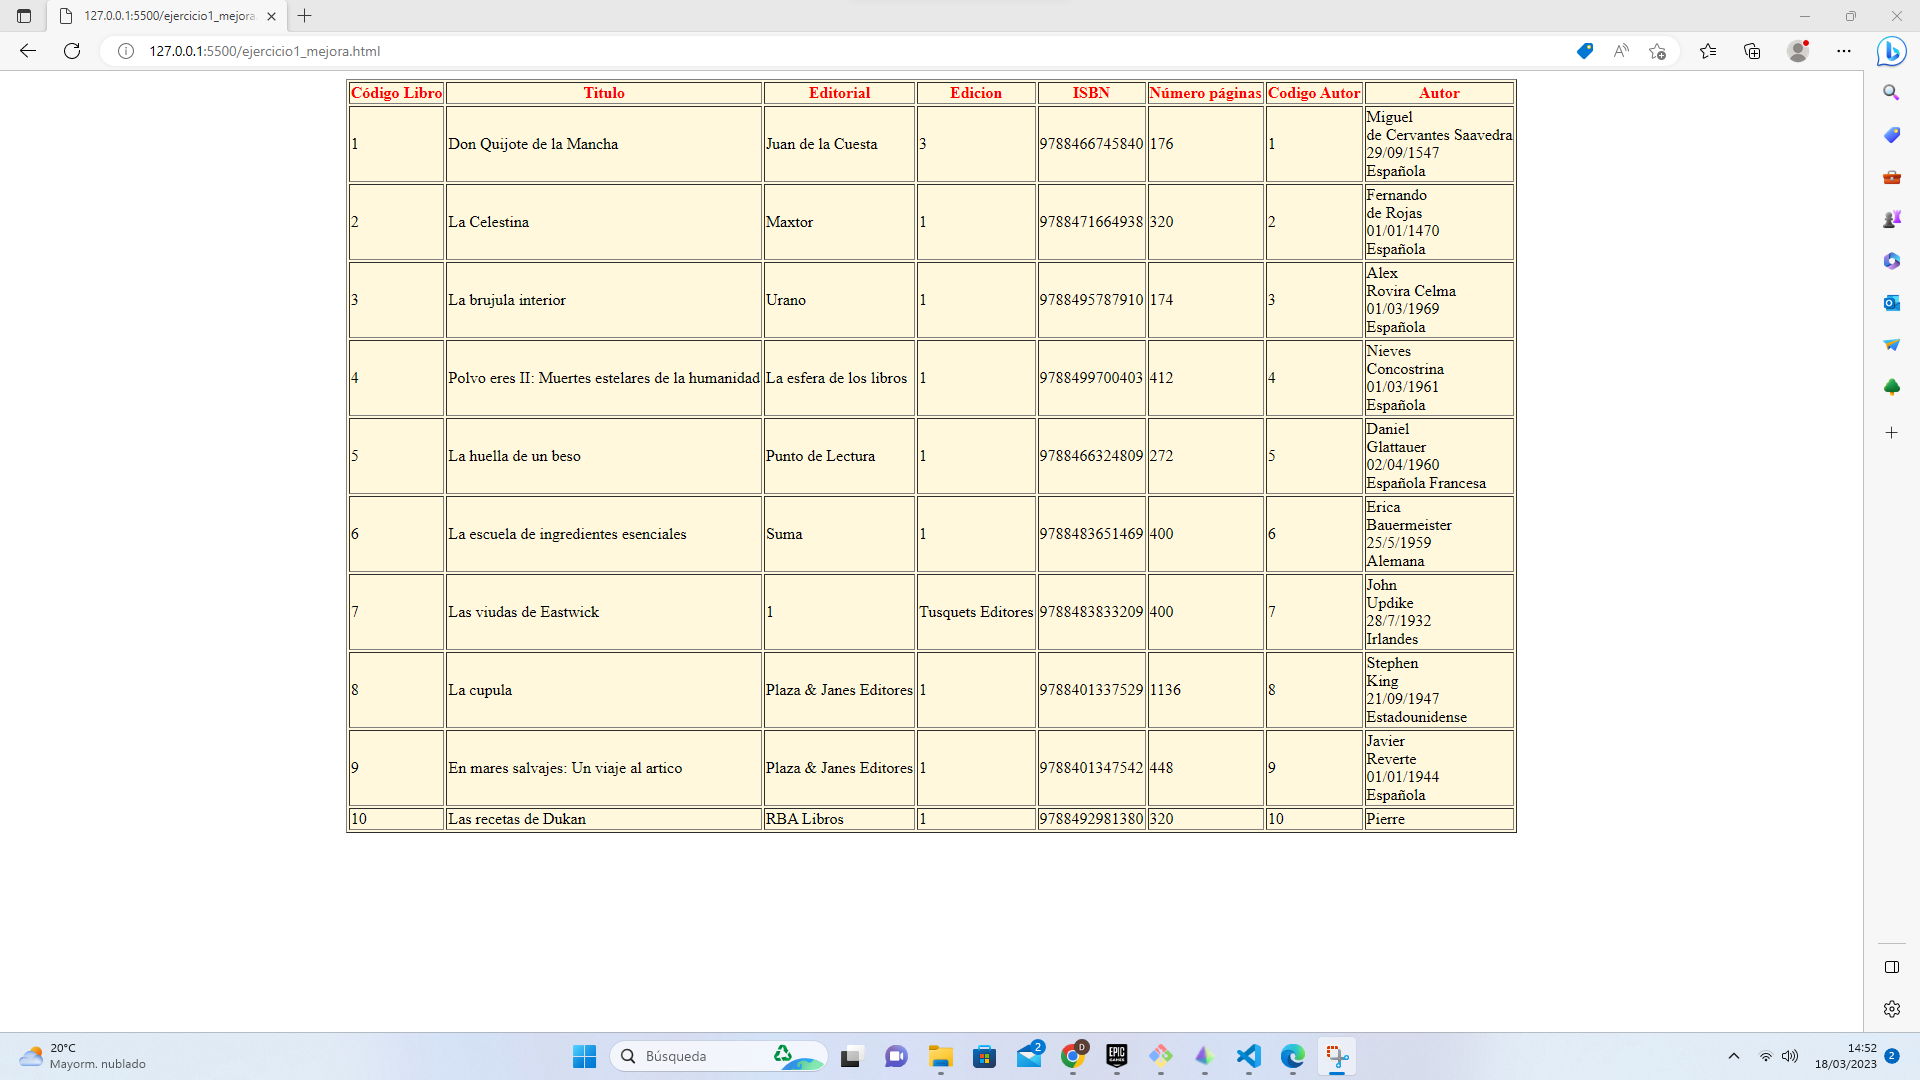 127.0.0.1:5500/ejercicio1_mejora.
127.0.0.1:5500/ejercicio1_mejora.html
Código Libro Titulo Editorial Edicion ISBN Número páginas Codigo Autor Autor
1 Don Quijote de la Mancha Juan de la Cuesta 3 9788466745840 176 1 Miguel
de Cervantes Saavedra
29/09/1547
Española
2 La Celestina Maxtor 1 9788471664938 320 2 Fernando
de Rojas
01/01/1470
Española
3 La brujula interior Urano 1 9788495787910 174 3 Alex
Rovira Celma
01/03/1969
Española
4 Polvo eres II: Muertes estelares de la humanidad La esfera de los libros 1 9788499700403 412 4 Nieves
Concostrina
01/03/1961
Española
5 La huella de un beso Punto de Lectura 1 9788466324809 272 5 Daniel
Glattauer
02/04/1960
Española Francesa
6 La escuela de ingredientes esenciales Suma 1 9788483651469 400 6 Erica
Bauermeister
25/5/1959
Alemana
7 Las viudas de Eastwick 1 Tusquets Editores 9788483833209 400 7 John
Updike
28/7/1932
Irlandes
8 La cupula Plaza & Janes Editores 1 9788401337529 1136 8 Stephen
King
21/09/1947
Estadounidense
9 En mares salvajes: Un viaje al artico Plaza & Janes Editores 1 9788401347542 448 9 Javier
Reverte
01/01/1944
Española
10 Las recetas de Dukan RBA Libros 1 9788492981380 320 10 Pierre
20°C
Mayorm. nublado
Búsqueda
2
D
EPIC
GAMES
14:52
18/03/2023
2